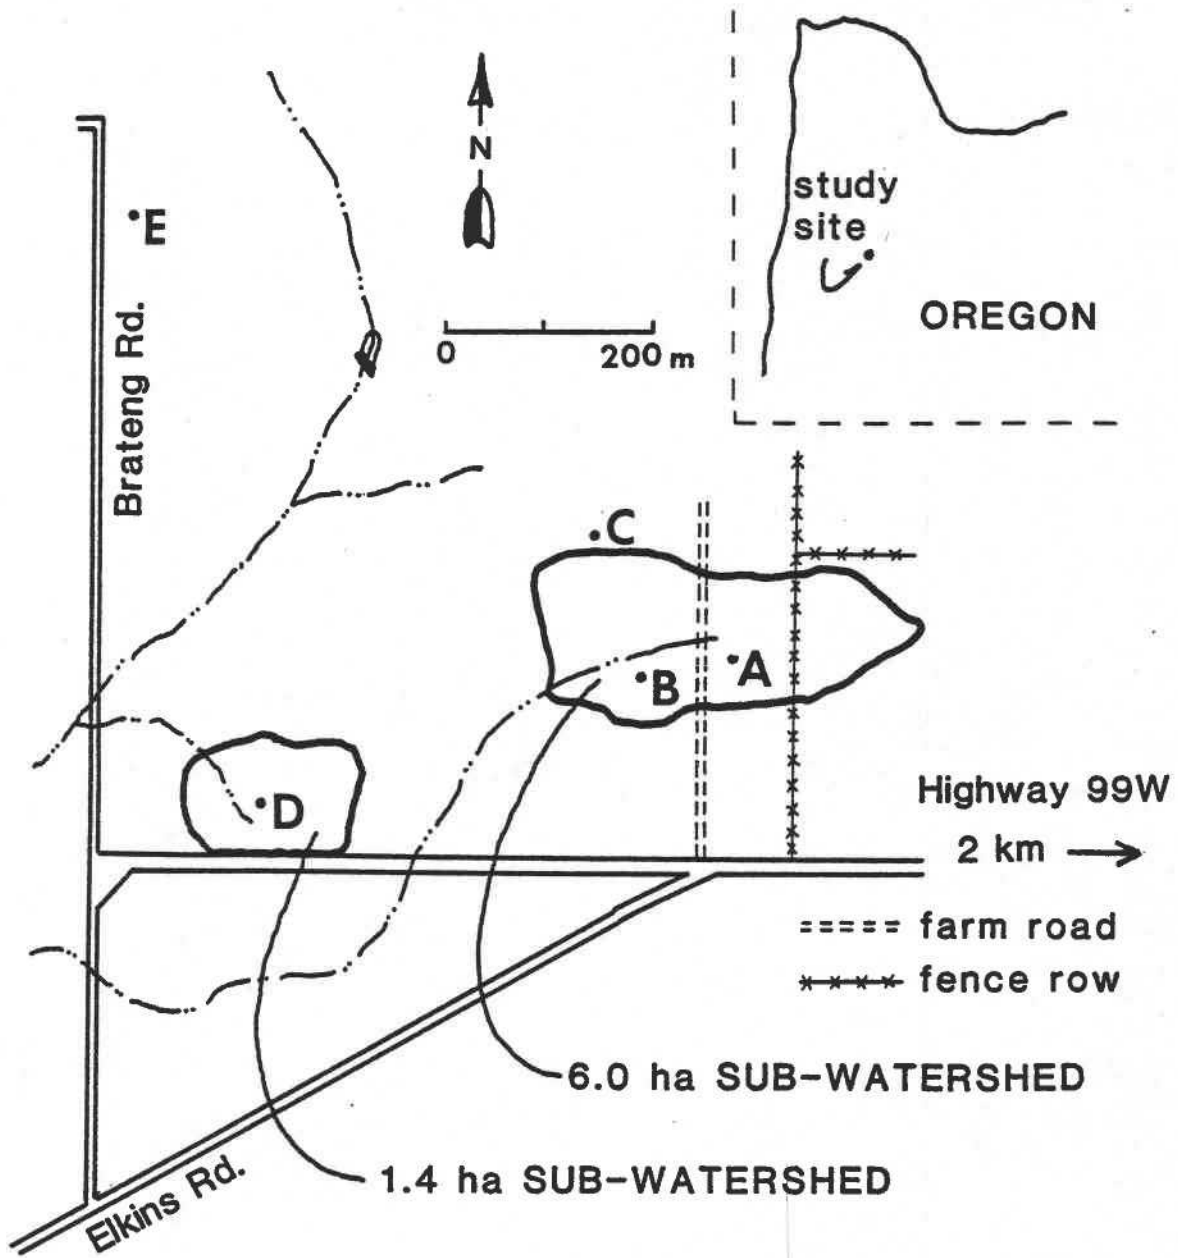 N
study
site
OREGON
0
200 m
E
Brateng Rd.
C
A
B
D
Highway 99W
2 km
farm road
fence row
6.0 ha SUB-WATERSHED
1.4 ha SUB-WATERSHED
Elkins Rd.